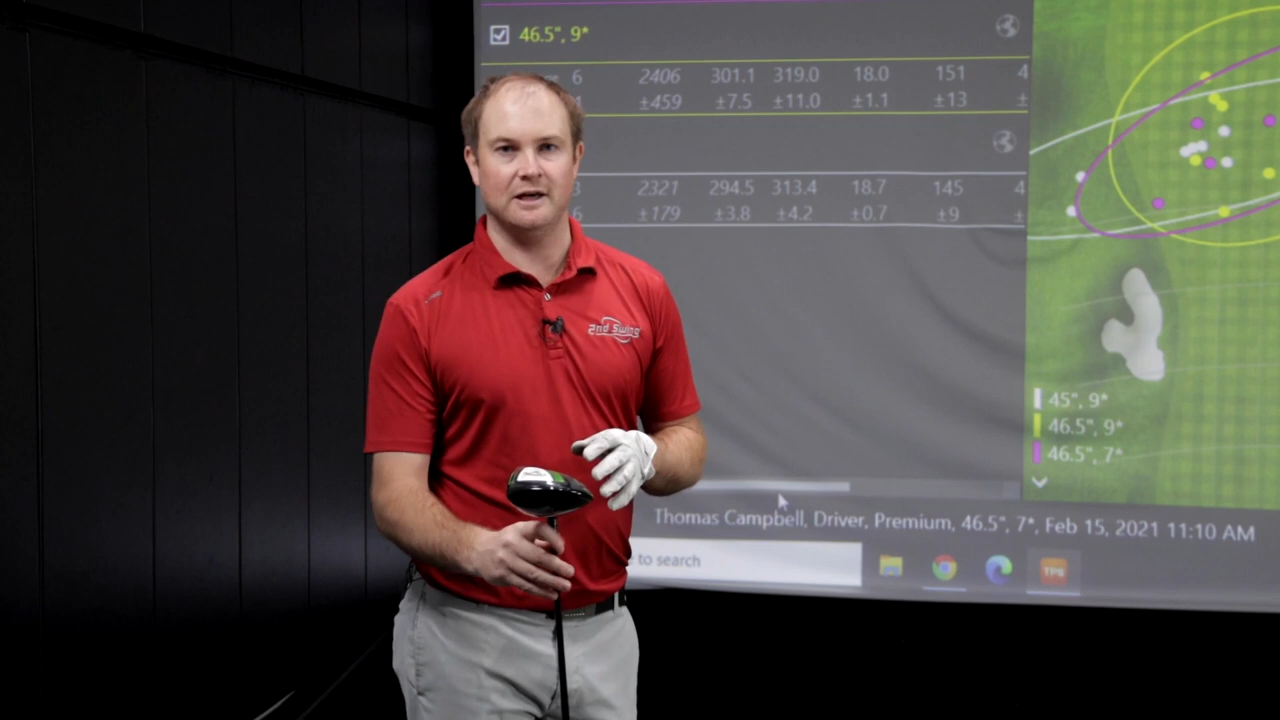 46.5", 9*
6 2406 301.1 319.0 18.0 151 4
±459 ±7.5 ±11.0 ±1.1 ±13 ±
2321 294.5 313.4 18.7 145 4
±179 ±3.8 ±4.2 ±0.7 ±9 ±
2nd Swing
45", 9*
46.5", 9*
46.5", 7*
Thomas Campbell, Driver, Premium, 46.5", 7*, Feb 15, 2021 11:10 AM
to search
TPS